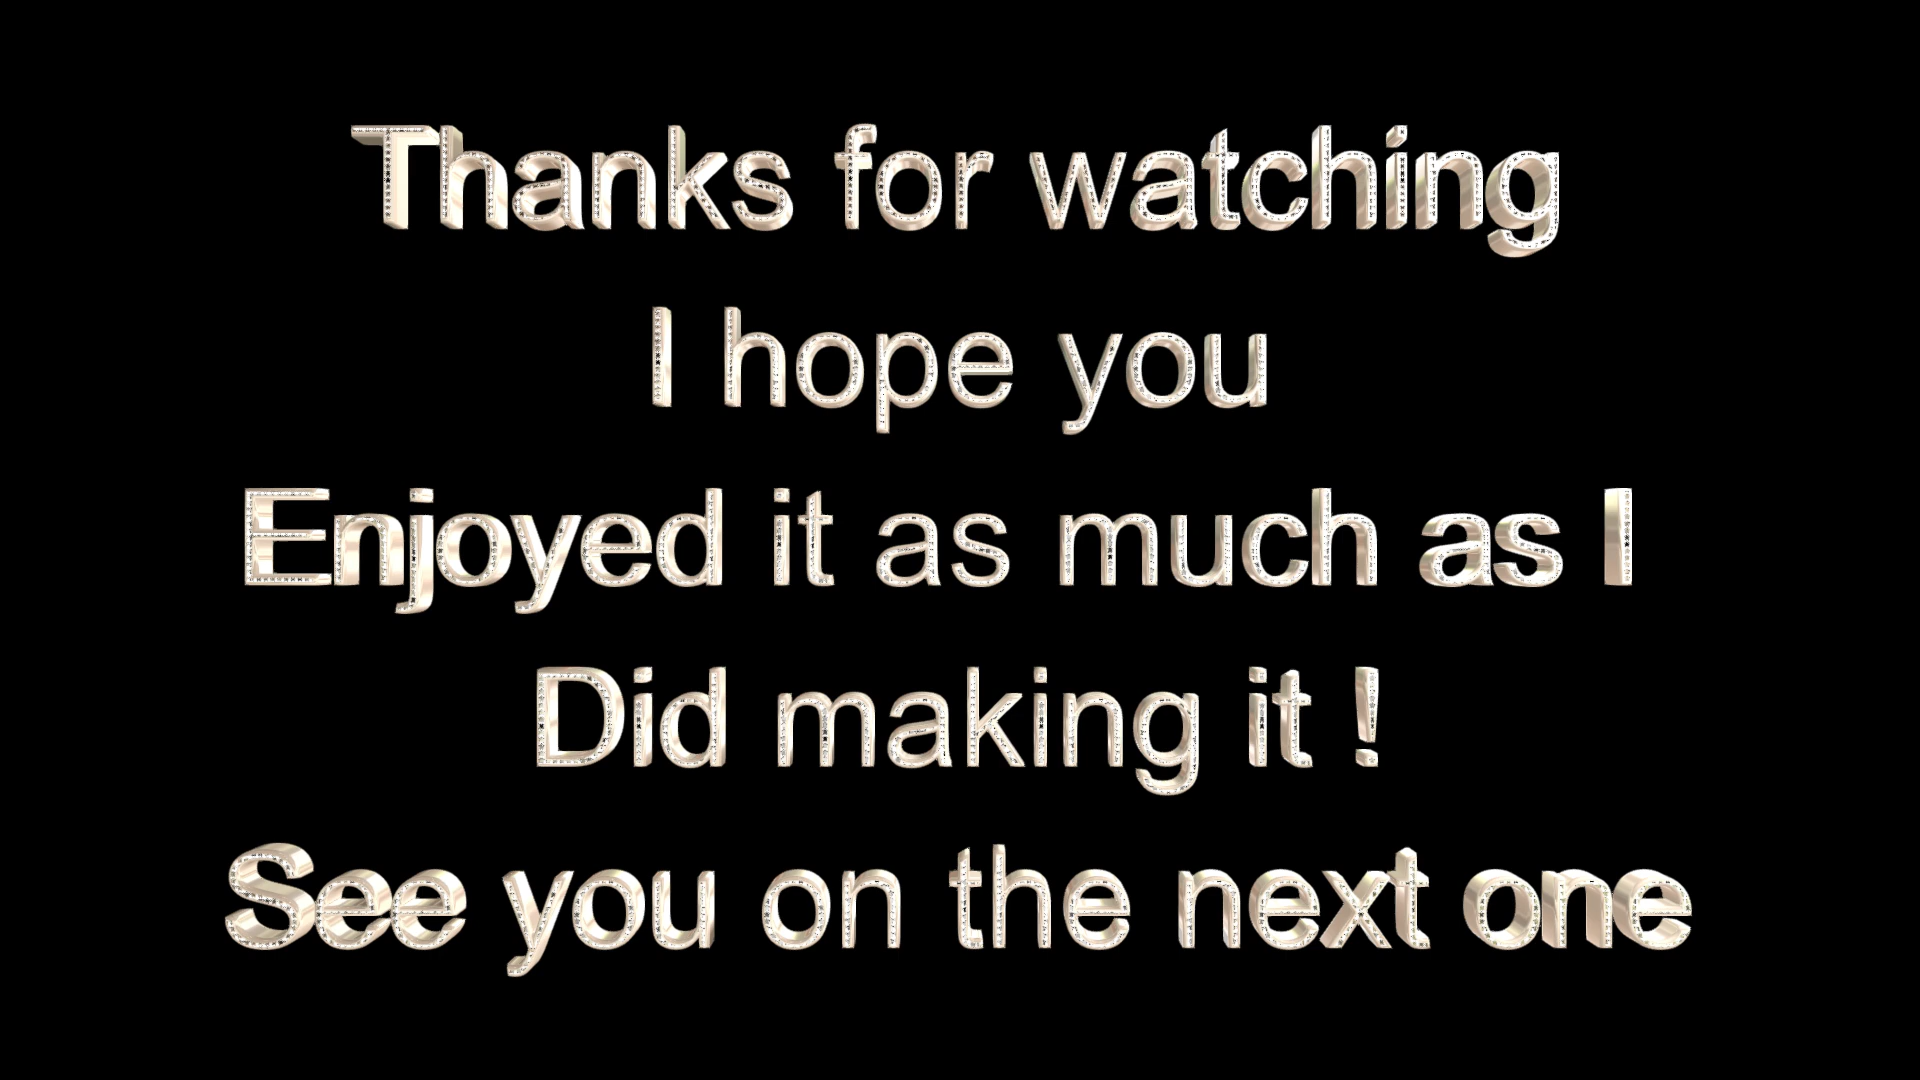 Thanks for watching
I hope you
Enjoyed it as much as I
Did making it !
See you on the next one